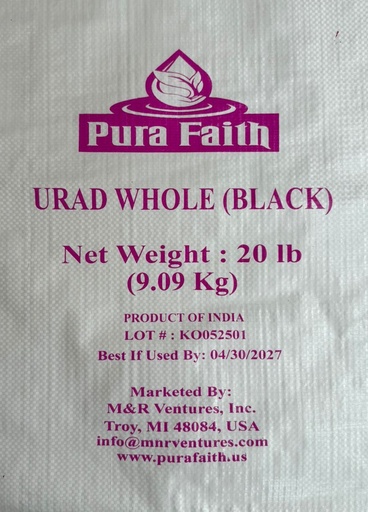 Pura Faith
URAD WHOLE (BLACK)
Net Weight : 20 lb
(9.09 Kg)
PRODUCT OF INDIA
LOT # : KO052501
Best If Used By: 04/30/2027
Marketed By:
M&R Ventures, Inc.
Troy, MI 48084, USA
info@mnrventures.com
www.purafaith.us